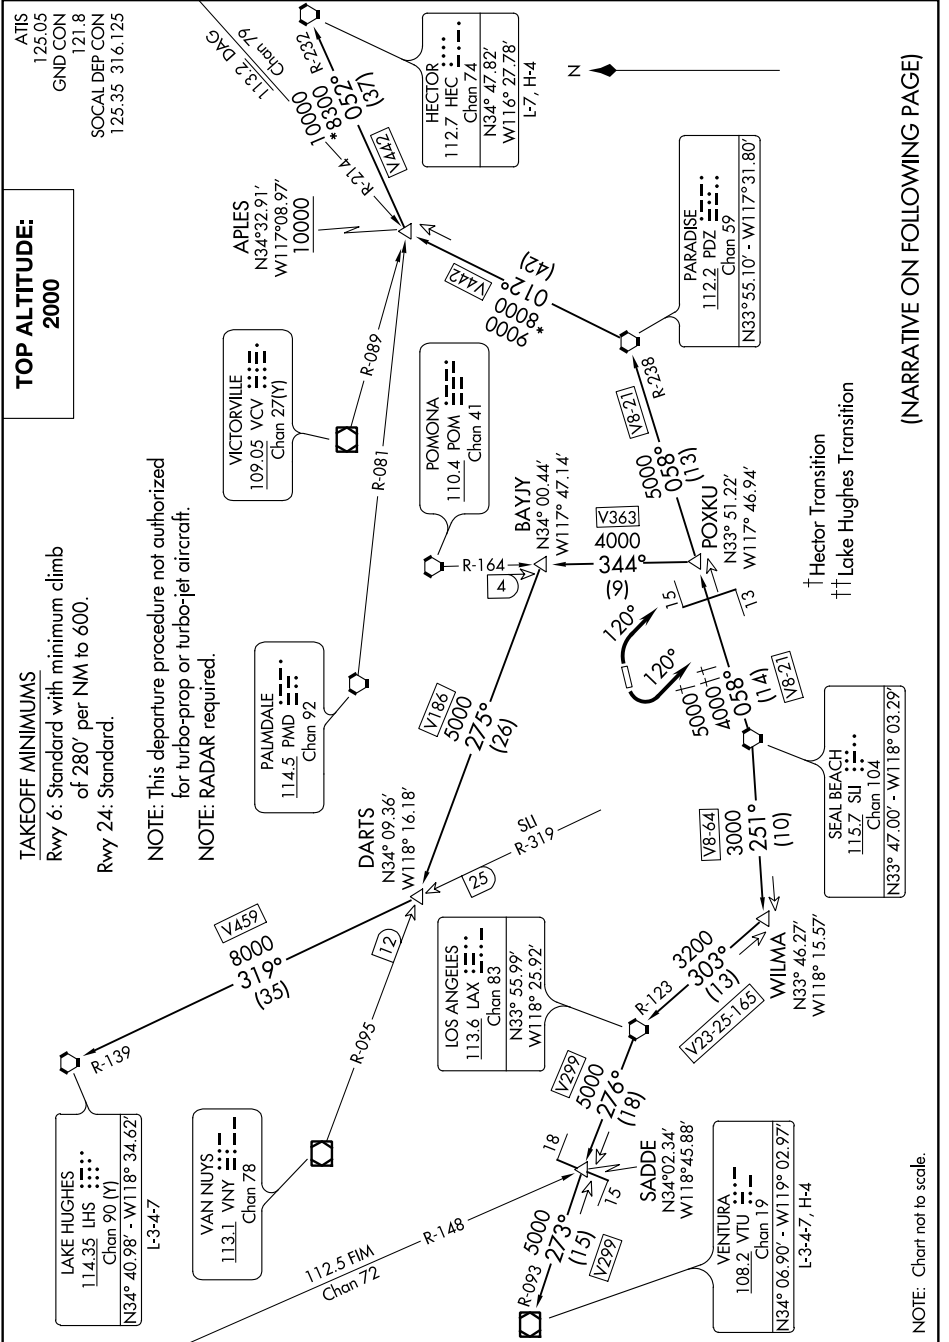 TOP ALTITUDE:
2000
ATIS
125.05
GND CON
121.8
SOCAL DEP CON
125.35 316.125
TAKEOFF MINIMUMS
Rwy 6: Standard with minimum climb
of 280' per NM to 600.
Rwy 24: Standard.
NOTE: This departure procedure not authorized
for turbo-prop or turbo-jet aircraft.
NOTE: RADAR required.
LAKE HUGHES
114.35 LHS
Chan 90 (Y)
N34° 40.98' - W118° 34.62'
L-3-4-7
R-139
V459
8000
319°
(35)
VAN NUYS
113.1 VNY
Chan 78
R-095
12
DARTS
N34° 09.36'
W118° 16.18'
25
SLI
R-319
PALMDALE
114.5 PMD
Chan 92
R-081
VICTORVILLE
109.05 VCV
Chan 27(Y)
R-089
APLES
N34°32.91'
W117°08.97'
10000
113.2 DAG
Chan 79
R-214
10000
*8300
052°
(37)
R-232
V442
HECTOR
112.7 HEC
Chan 74
N34° 47.82'
W116° 27.78'
L-7, H-4
N
V186
5000
275°
(26)
POMONA
110.4 POM
Chan 41
R-164
4
BAYJY
N34° 00.44'
W117° 47.14'
V442
9000
*8000
012°
(42)
PARADISE
112.2 PDZ
Chan 59
N33°55.10' - W117°31.80'
R-238
V8-21
5000
058°
(13)
V363
4000
344°
(9)
POXKU
N33° 51.22'
W117° 46.94'
15
13
120°
120°
5000†
4000††
058°
(14)
V8-21
SEAL BEACH
115.7 SLI
Chan 104
N33° 47.00' - W118° 03.29'
V8-64
3000
251°
(10)
WILMA
N33° 46.27'
W118° 15.57'
LOS ANGELES
113.6 LAX
Chan 83
N33° 55.99'
W118° 25.92'
R-123
3200
303°
(13)
V23-25-165
V299
5000
276°
(18)
112.5 FIM
Chan 72
R-148
18
15
SADDE
N34°02.34'
W118°45.88'
R-093
5000
273°
(15)
V299
VENTURA
108.2 VTU
Chan 19
N34° 06.90' - W119° 02.97'
L-3-4-7, H-4
†Hector Transition
††Lake Hughes Transition
NOTE: Chart not to scale.
(NARRATIVE ON FOLLOWING PAGE)